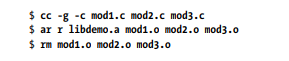 $ cc -g -c mod1.c mod2.c mod3.c
$ ar r libdemo.a mod1.o mod2.o mod3.o
$ rm mod1.o mod2.o mod3.o